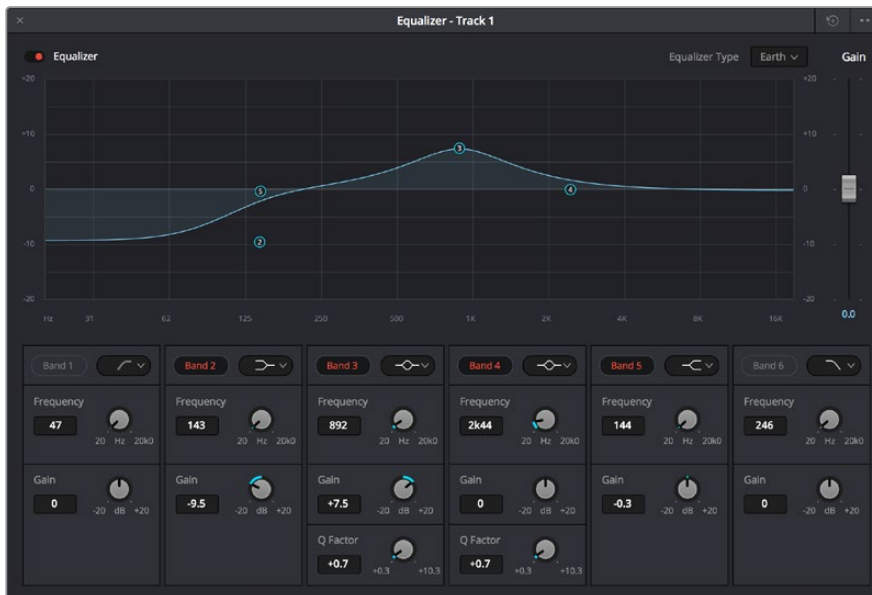 × Equalizer - Track 1
Equalizer Equalizer Type Earth Gain
+20 +20
+10 +10
0 0
-10 -10
-20 -20
Hz 31 62 125 250 500 1K 2K 4K 8K 16K 0.0
5 3 4
2
Band 1 Band 2 Band 3 Band 4 Band 5 Band 6
Frequency Frequency Frequency Frequency Frequency Frequency
47 143 892 2k44 144 246
20 Hz 20k0 20 Hz 20k0 20 Hz 20k0 20 Hz 20k0 20 Hz 20k0 20 Hz 20k0
Gain Gain Gain Gain Gain Gain
0 -9.5 +7.5 0 -0.3 0
-20 dB +20 -20 dB +20 -20 dB +20 -20 dB +20 -20 dB +20 -20 dB +20
Q Factor Q Factor
+0.7 +0.7
+0.3 +10.3 +0.3 +10.3